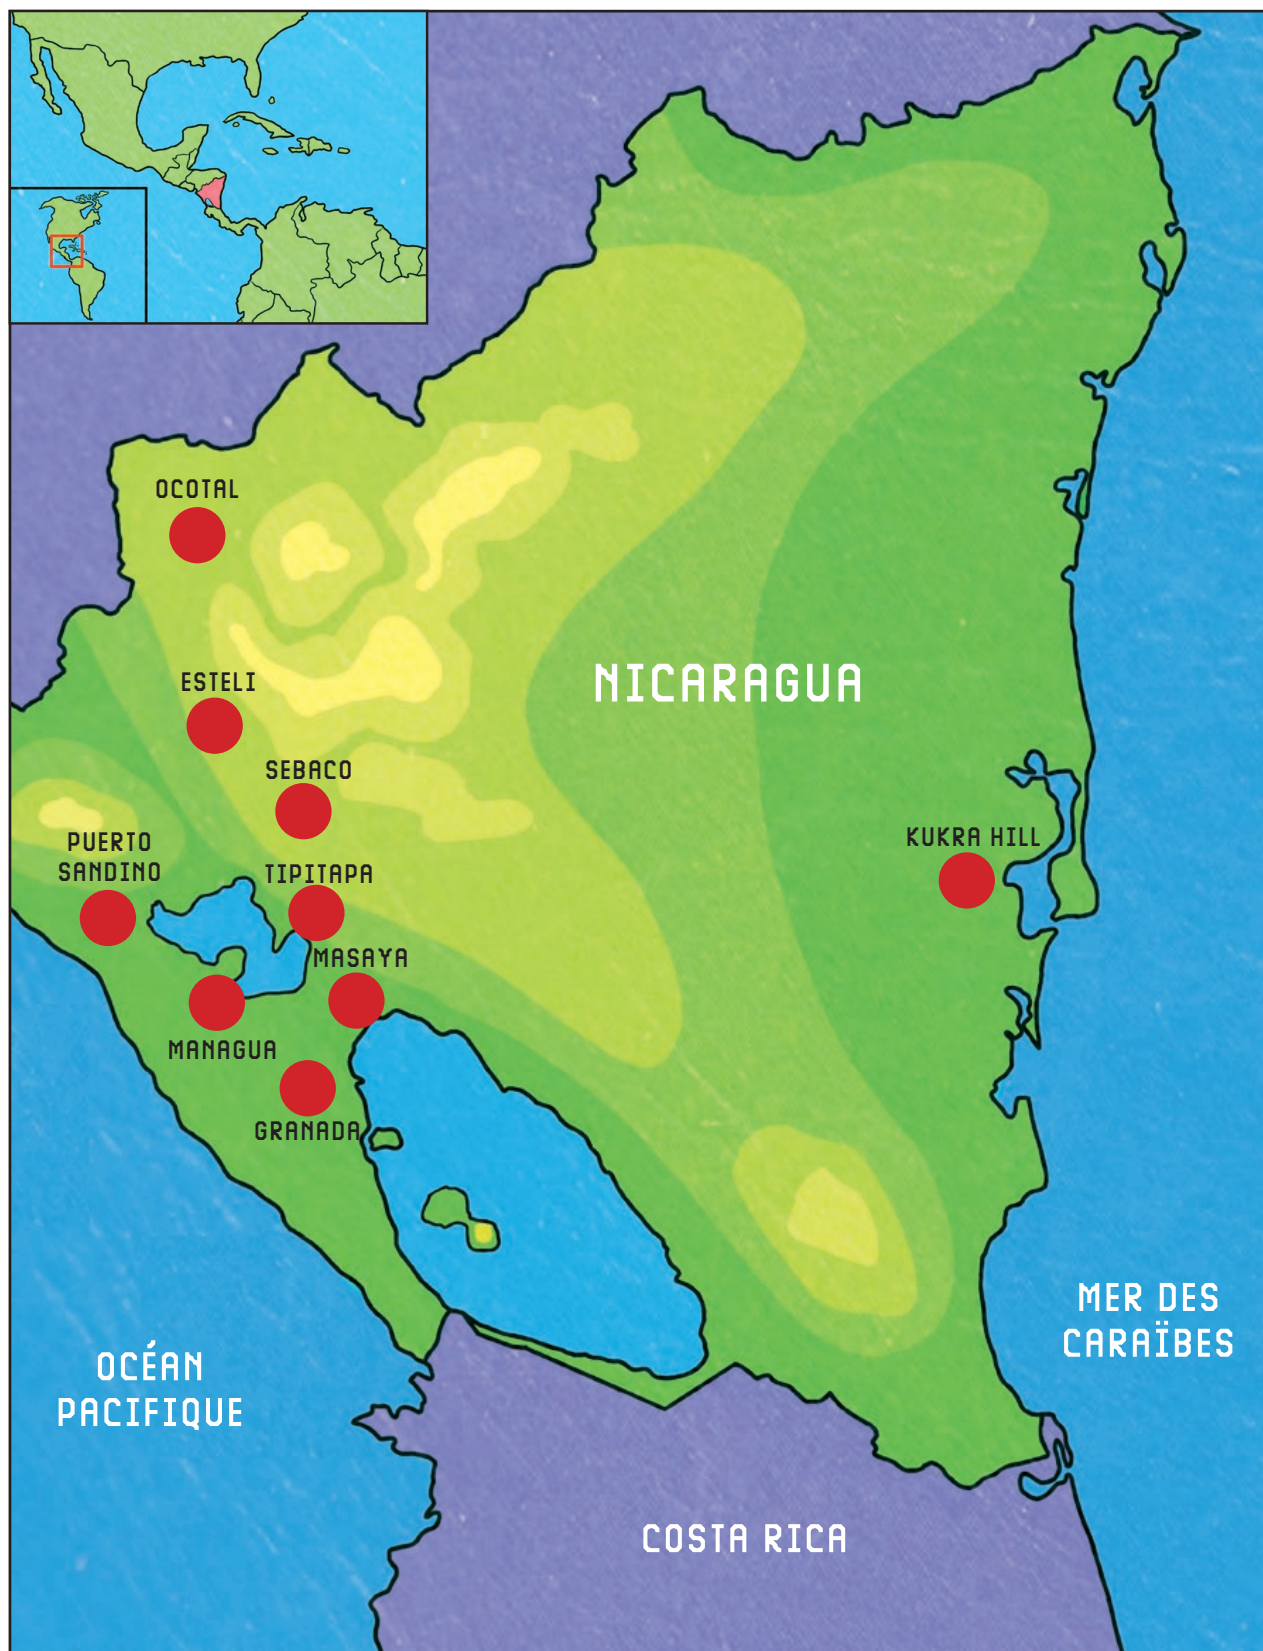 OCOTAL
ESTELI
NICARAGUA
SEBACO
PUERTO
SANDINO
TIPITAPA
KUKRA HILL
MASAYA
MANAGUA
GRANADA
MER DES
CARAÏBES
OCÉAN
PACIFIQUE
COSTA RICA